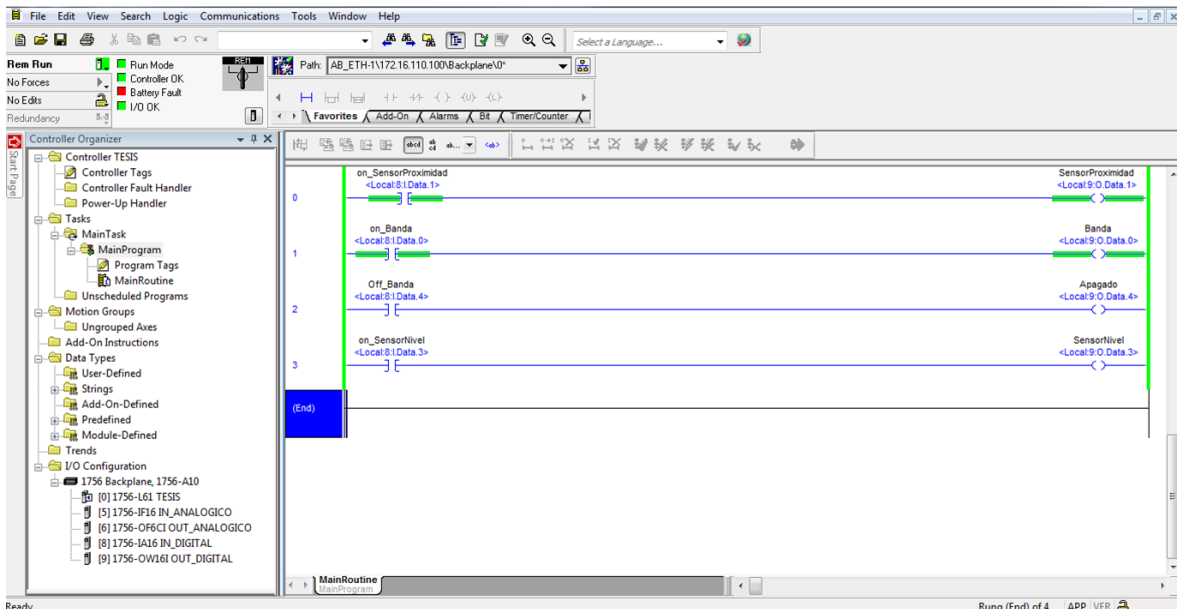 File Edit View Search Logic Communications Tools Window Help
Select a Language...
Rem Run
Run Mode
No Forces
Controller OK
Battery Fault
No Edits
I/O OK
Redundancy
REM
Path: AB_ETH-1\172.16.110.100\Backplane\0*
Favorites Add-On Alarms Bit Timer/Counter
Start Page
Controller Organizer
Controller TESIS
Controller Tags
Controller Fault Handler
Power-Up Handler
Tasks
MainTask
MainProgram
Program Tags
MainRoutine
Unscheduled Programs
Motion Groups
Ungrouped Axes
Add-On Instructions
Data Types
User-Defined
Strings
Add-On-Defined
Predefined
Module-Defined
Trends
I/O Configuration
1756 Backplane, 1756-A10
[0] 1756-L61 TESIS
[5] 1756-IF16 IN_ANALOGICO
[6] 1756-OF6CI OUT_ANALOGICO
[8] 1756-IA16 IN_DIGITAL
[9] 1756-OW16I OUT_DIGITAL
on_SensorProximidad SensorProximidad
<Local:8:I.Data.1> <Local:9:O.Data.1>
0
on_Banda Banda
<Local:8:I.Data.0> <Local:9:O.Data.0>
1
Off_Banda Apagado
<Local:8:I.Data.4> <Local:9:O.Data.4>
2
on_SensorNivel SensorNivel
<Local:8:I.Data.3> <Local:9:O.Data.3>
3
(End)
MainRoutine
MainProgram
Ready
Rung (End) of 4 APP VER